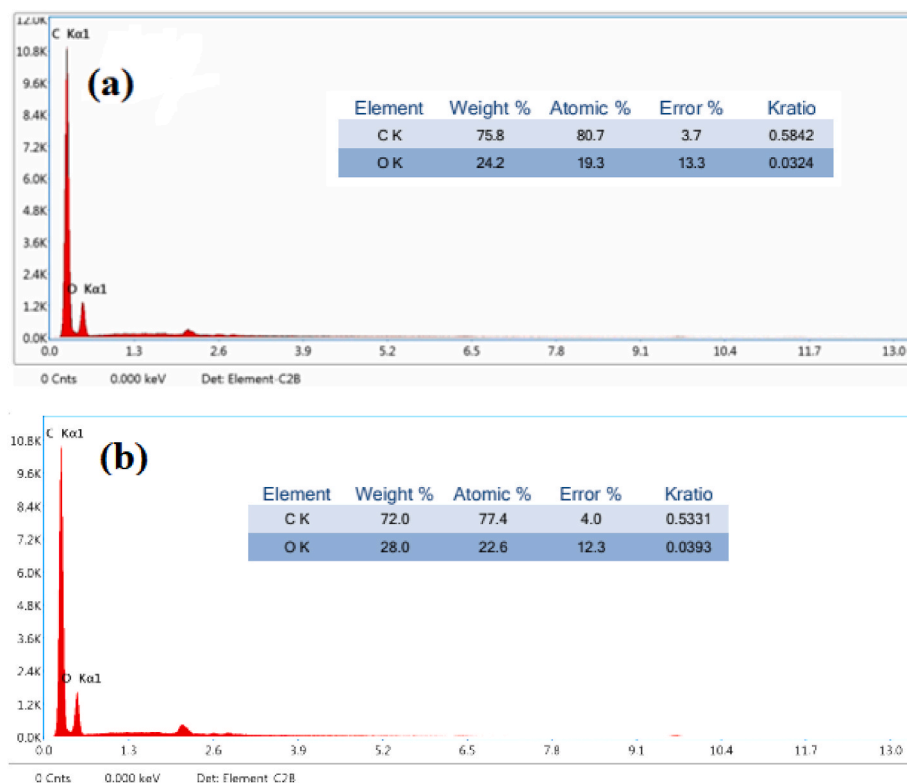 12.0K
C Kα1
10.8K
(a)
9.6K
Element Weight % Atomic % Error % Kratio
8.4K
C K 75.8 80.7 3.7 0.5842
7.2K
O K 24.2 19.3 13.3 0.0324
6.0K
4.8K
3.6K
2.4K
O Kα1
1.2K
0.0K
0.0 1.3 2.6 3.9 5.2 6.5 7.8 9.1 10.4 11.7 13.0
0 Cnts 0.000 keV Det: Element-C2B
C Kα1
10.8K
(b)
9.6K
Element Weight % Atomic % Error % Kratio
8.4K
C K 72.0 77.4 4.0 0.5331
7.2K
O K 28.0 22.6 12.3 0.0393
6.0K
4.8K
3.6K
2.4K
O Kα1
1.2K
0.0K
0.0 1.3 2.6 3.9 5.2 6.5 7.8 9.1 10.4 11.7 13.0
0 Cnts 0.000 keV Det: Element-C2B